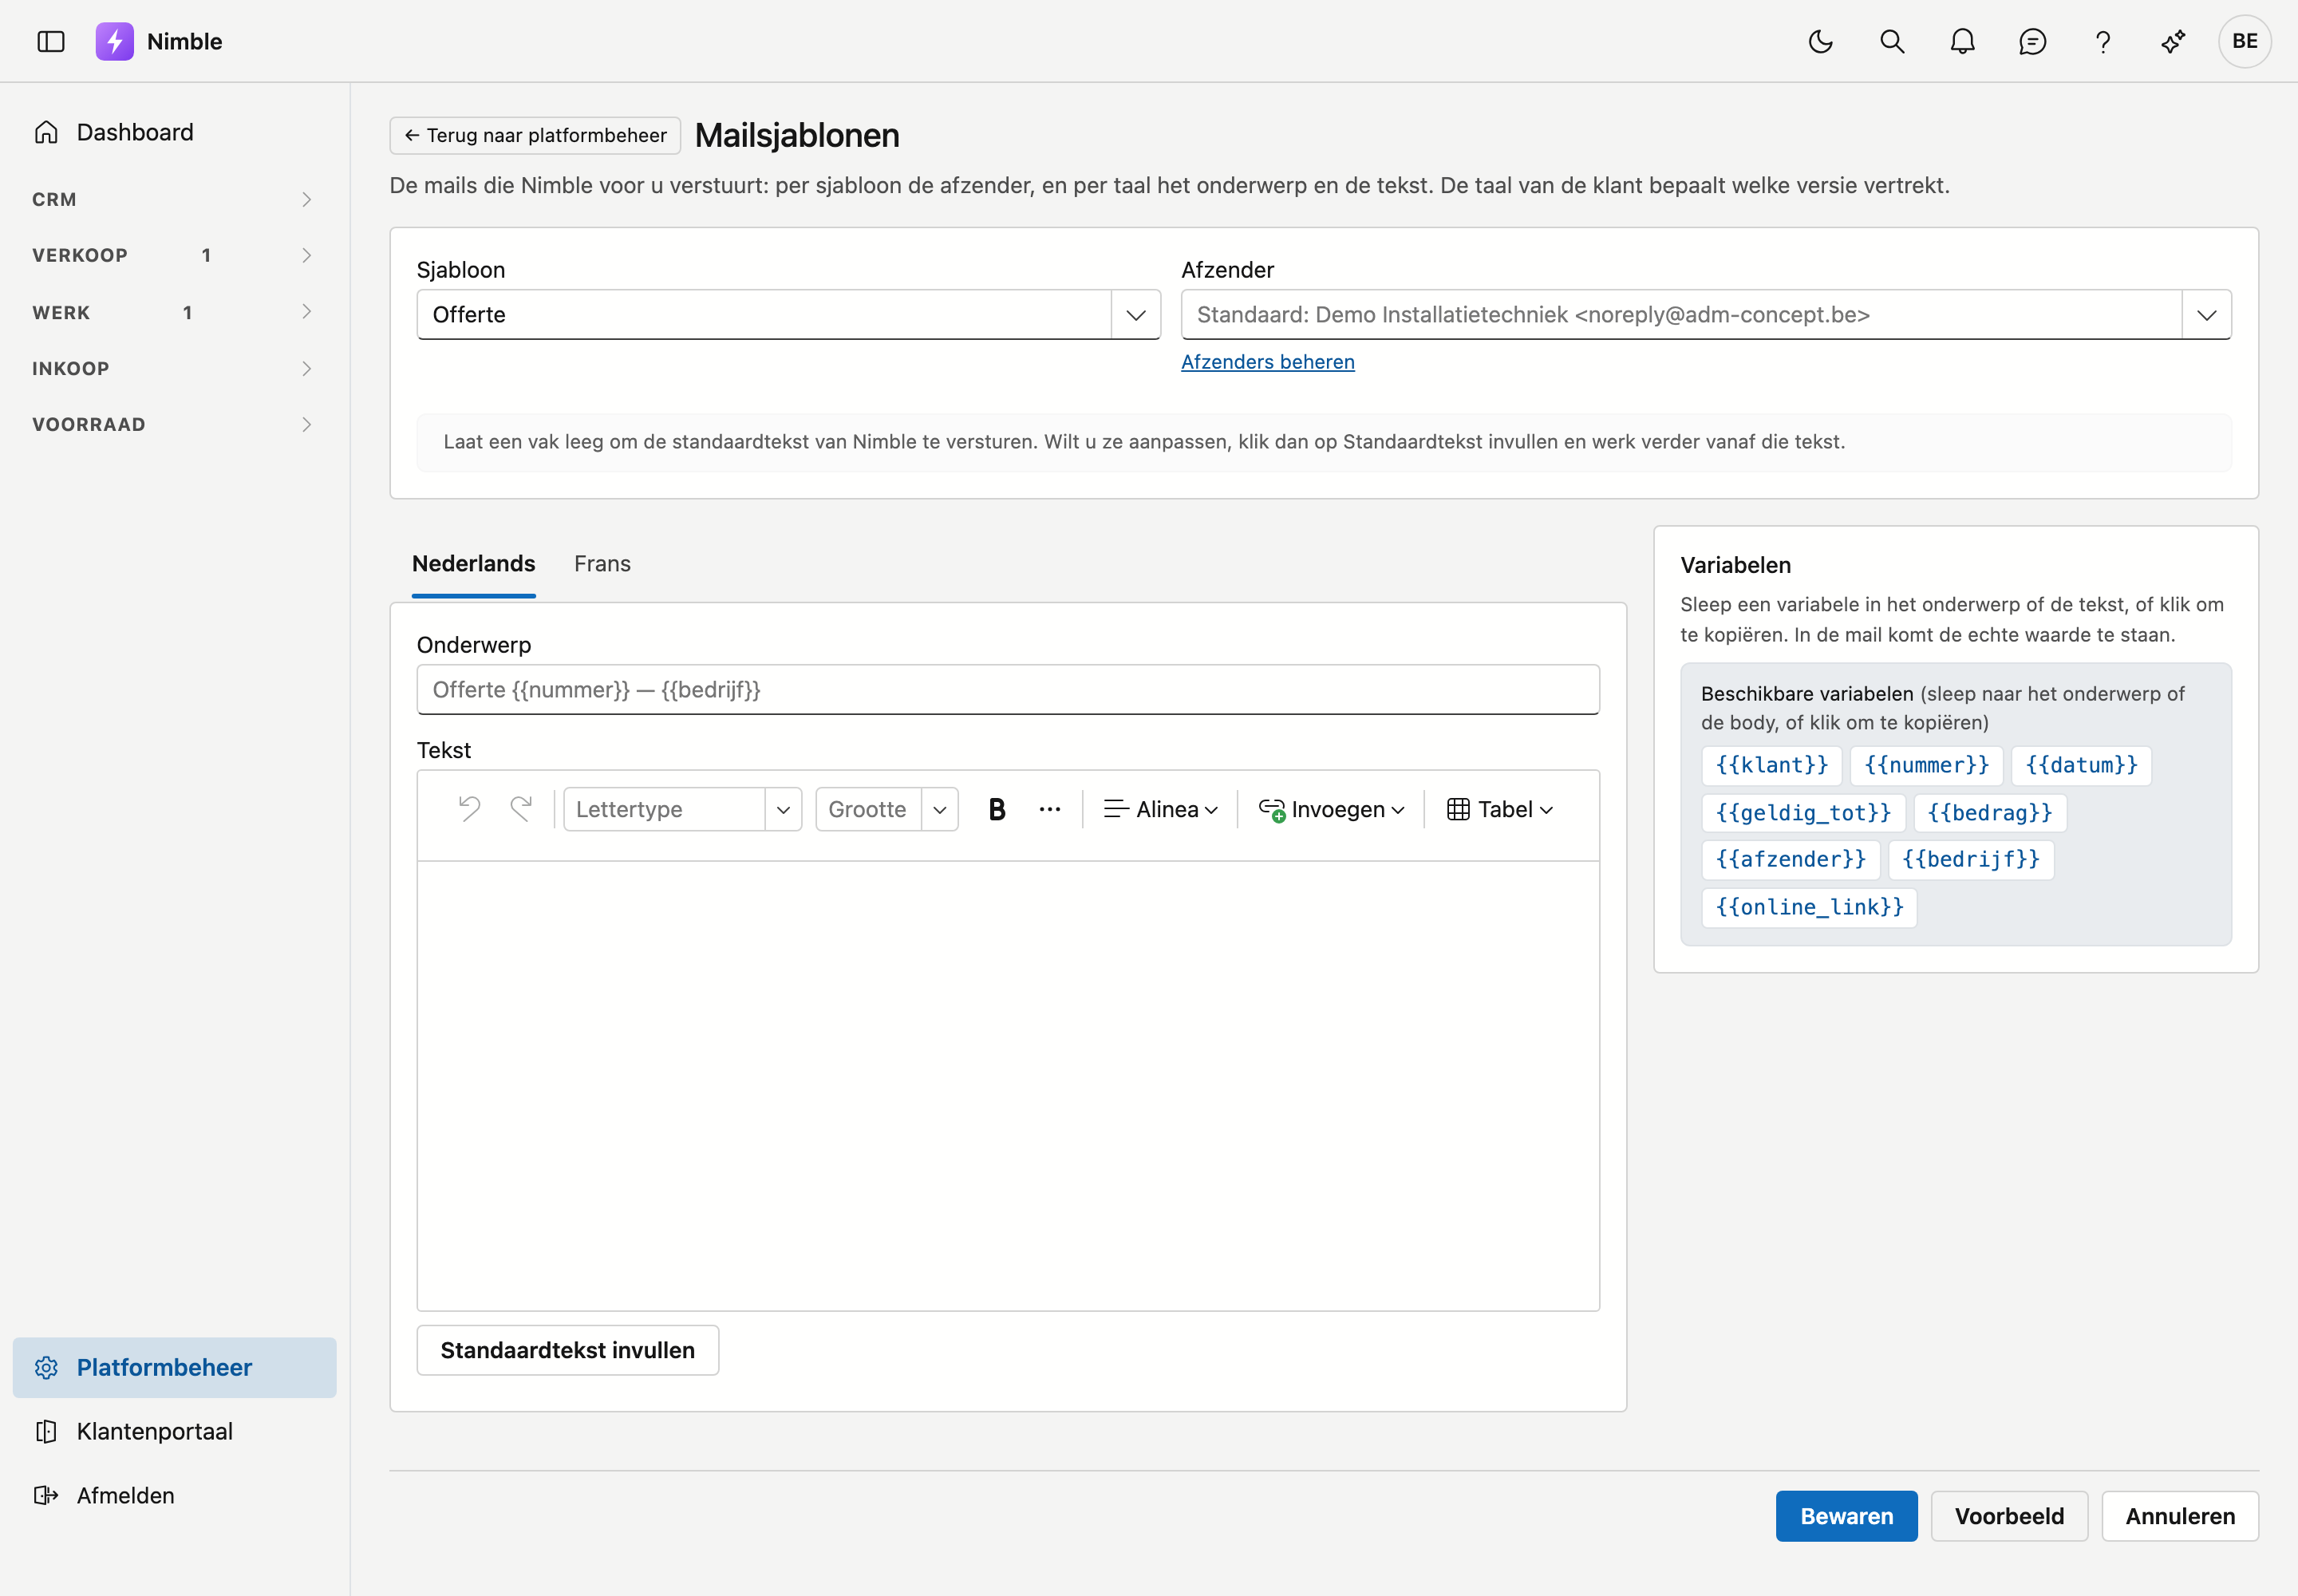 Nimble
BE
Dashboard
CRM
VERKOOP 1
WERK 1
INKOOP
VOORRAAD
Platformbeheer
Klantenportaal
Afmelden
← Terug naar platformbeheer
Mailsjablonen
De mails die Nimble voor u verstuurt: per sjabloon de afzender, en per taal het onderwerp en de tekst. De taal van de klant bepaalt welke versie vertrekt.
Sjabloon
Offerte
Afzender
Standaard: Demo Installatietechniek <noreply@adm-concept.be>
Afzenders beheren
Laat een vak leeg om de standaardtekst van Nimble te versturen. Wilt u ze aanpassen, klik dan op Standaardtekst invullen en werk verder vanaf die tekst.
Nederlands Frans
Onderwerp
Offerte {{nummer}} — {{bedrijf}}
Tekst
Lettertype Grootte B ··· Alinea Invoegen Tabel
Standaardtekst invullen
Variabelen
Sleep een variabele in het onderwerp of de tekst, of klik om
te kopiëren. In de mail komt de echte waarde te staan.
Beschikbare variabelen (sleep naar het onderwerp of
de body, of klik om te kopiëren)
{{klant}} {{nummer}} {{datum}}
{{geldig_tot}} {{bedrag}}
{{afzender}} {{bedrijf}}
{{online_link}}
Bewaren Voorbeeld Annuleren